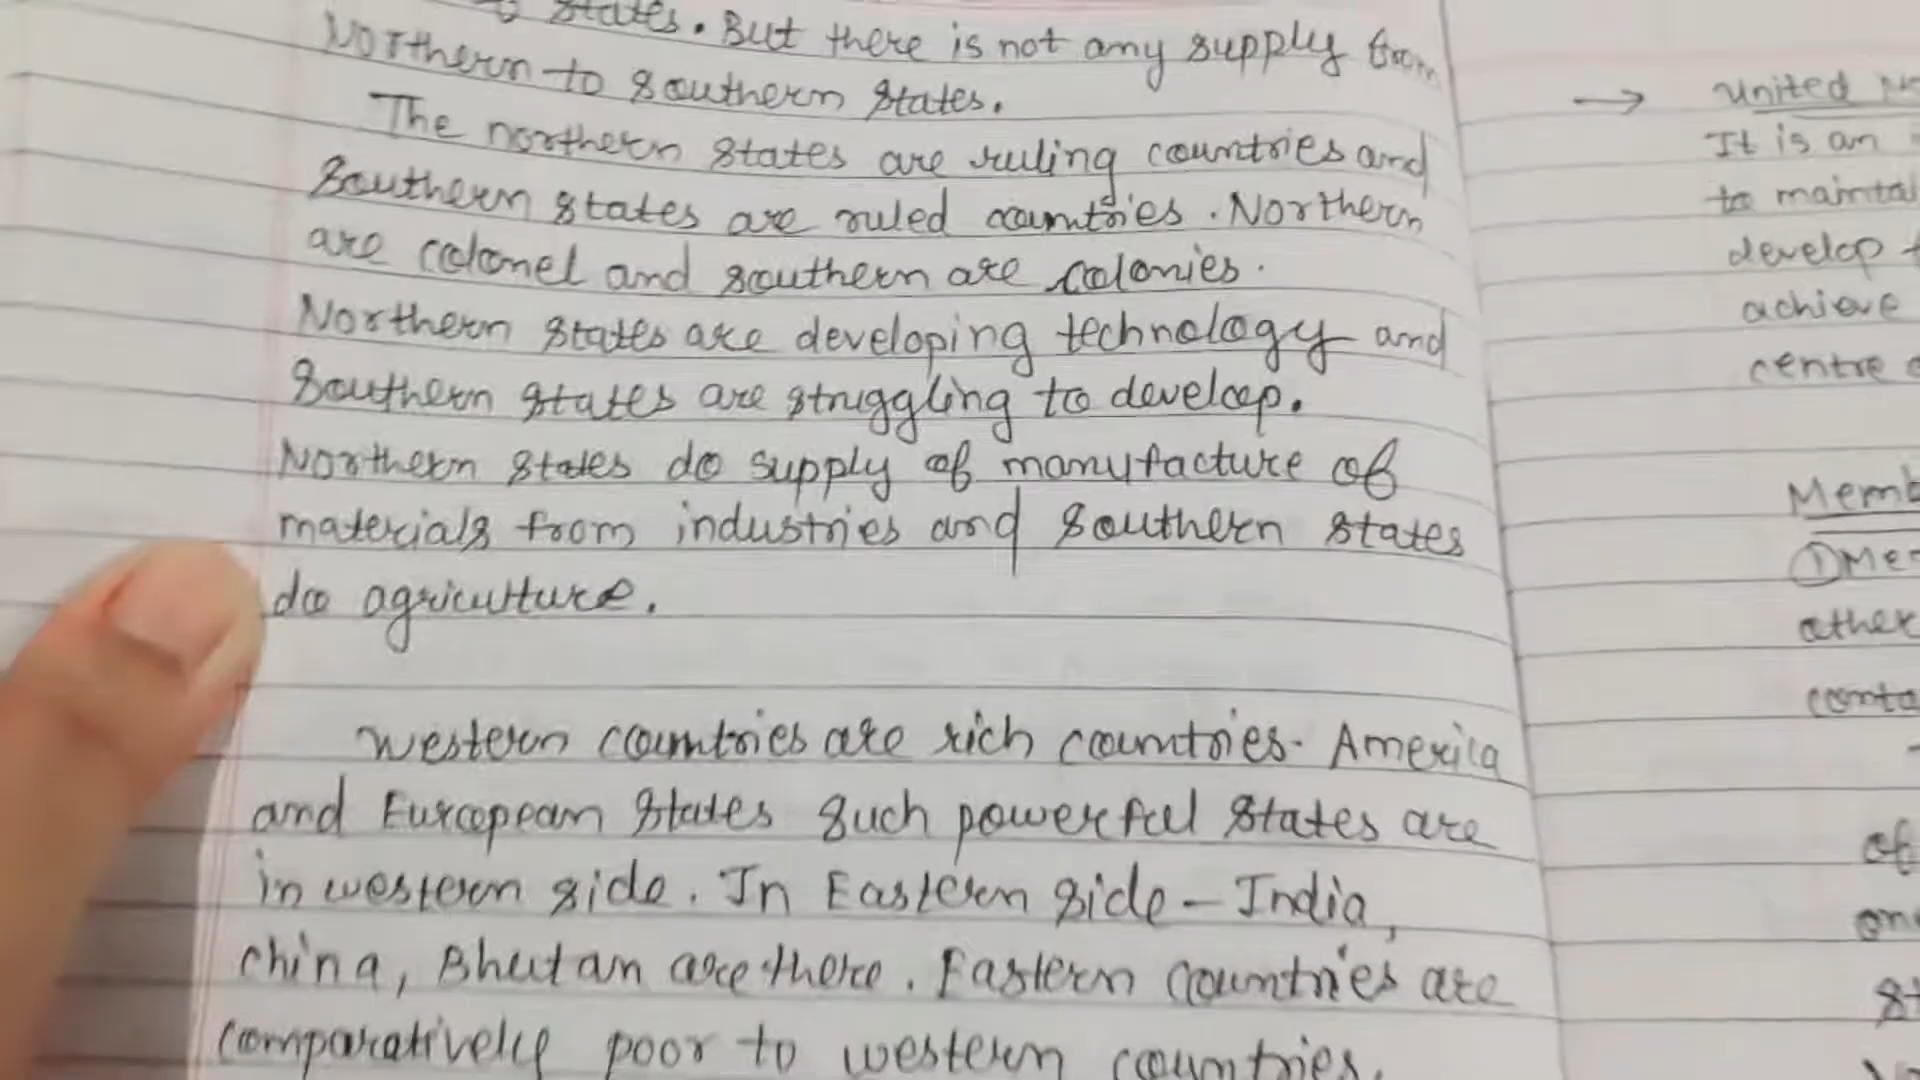 States. But there is not any supply from
Northern to Southern States.
The northern states are ruling countries and
Southern states are ruled countries. Northern
are colonel and southern are colonies.
Northern states are developing technology and
Southern states are struggling to develop.
Northern states do supply of manufacture of
materials from industries and Southern states
do agriculture.
Western countries are rich countries. America
and European States such powerful States are
in western side. In Eastern side - India,
China, Bhutan are there. Eastern countries are
comparatively poor to western countries.
→ United
It is an
to
develop
achieve
centre
① 
of